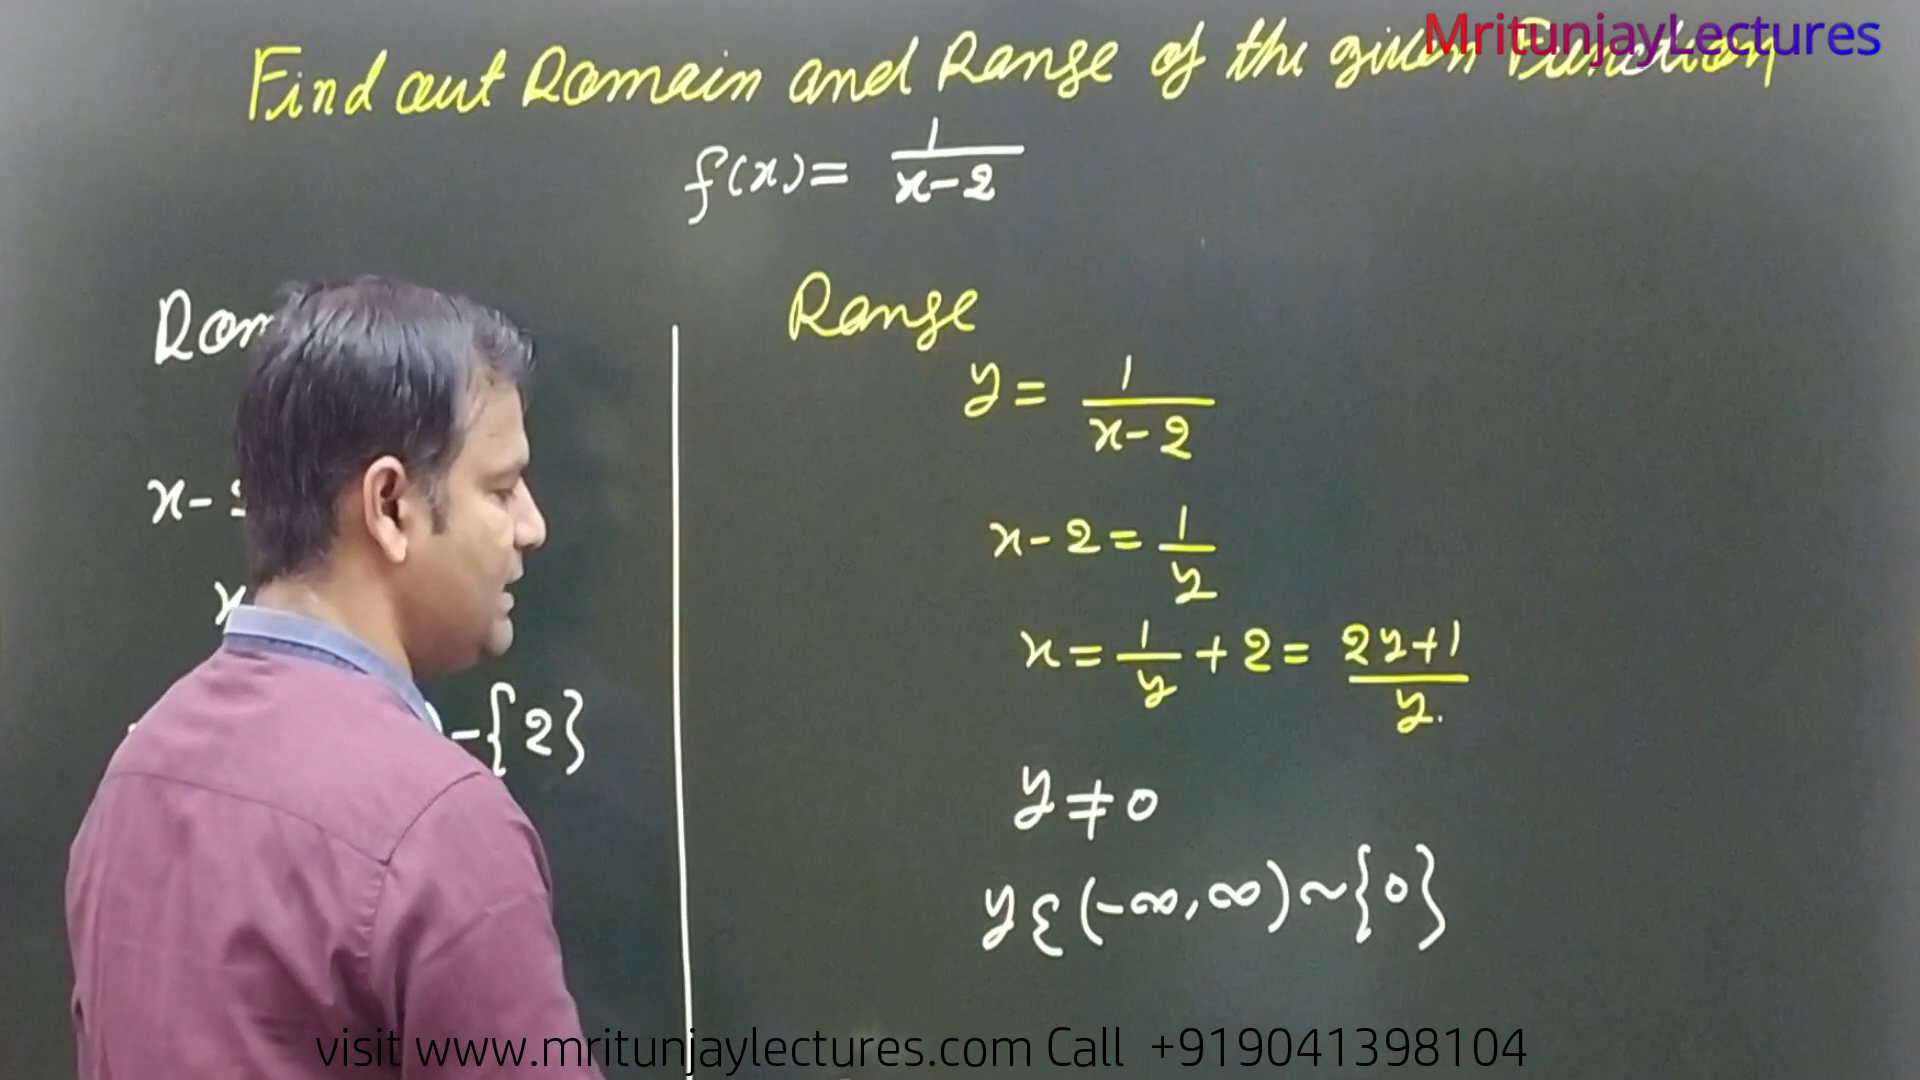 MritunjayLectures
Find out Domain and Range of the given Function
f(x) = 1/(x-2)
x-
x
-{2}
Range
y = 1/(x-2)
x-2 = 1/y
x = 1/y + 2 = (2y+1)/y.
y ≠ 0
y ε (-∞, ∞) ~ {0}
visit www.mritunjaylectures.com Call +919041398104